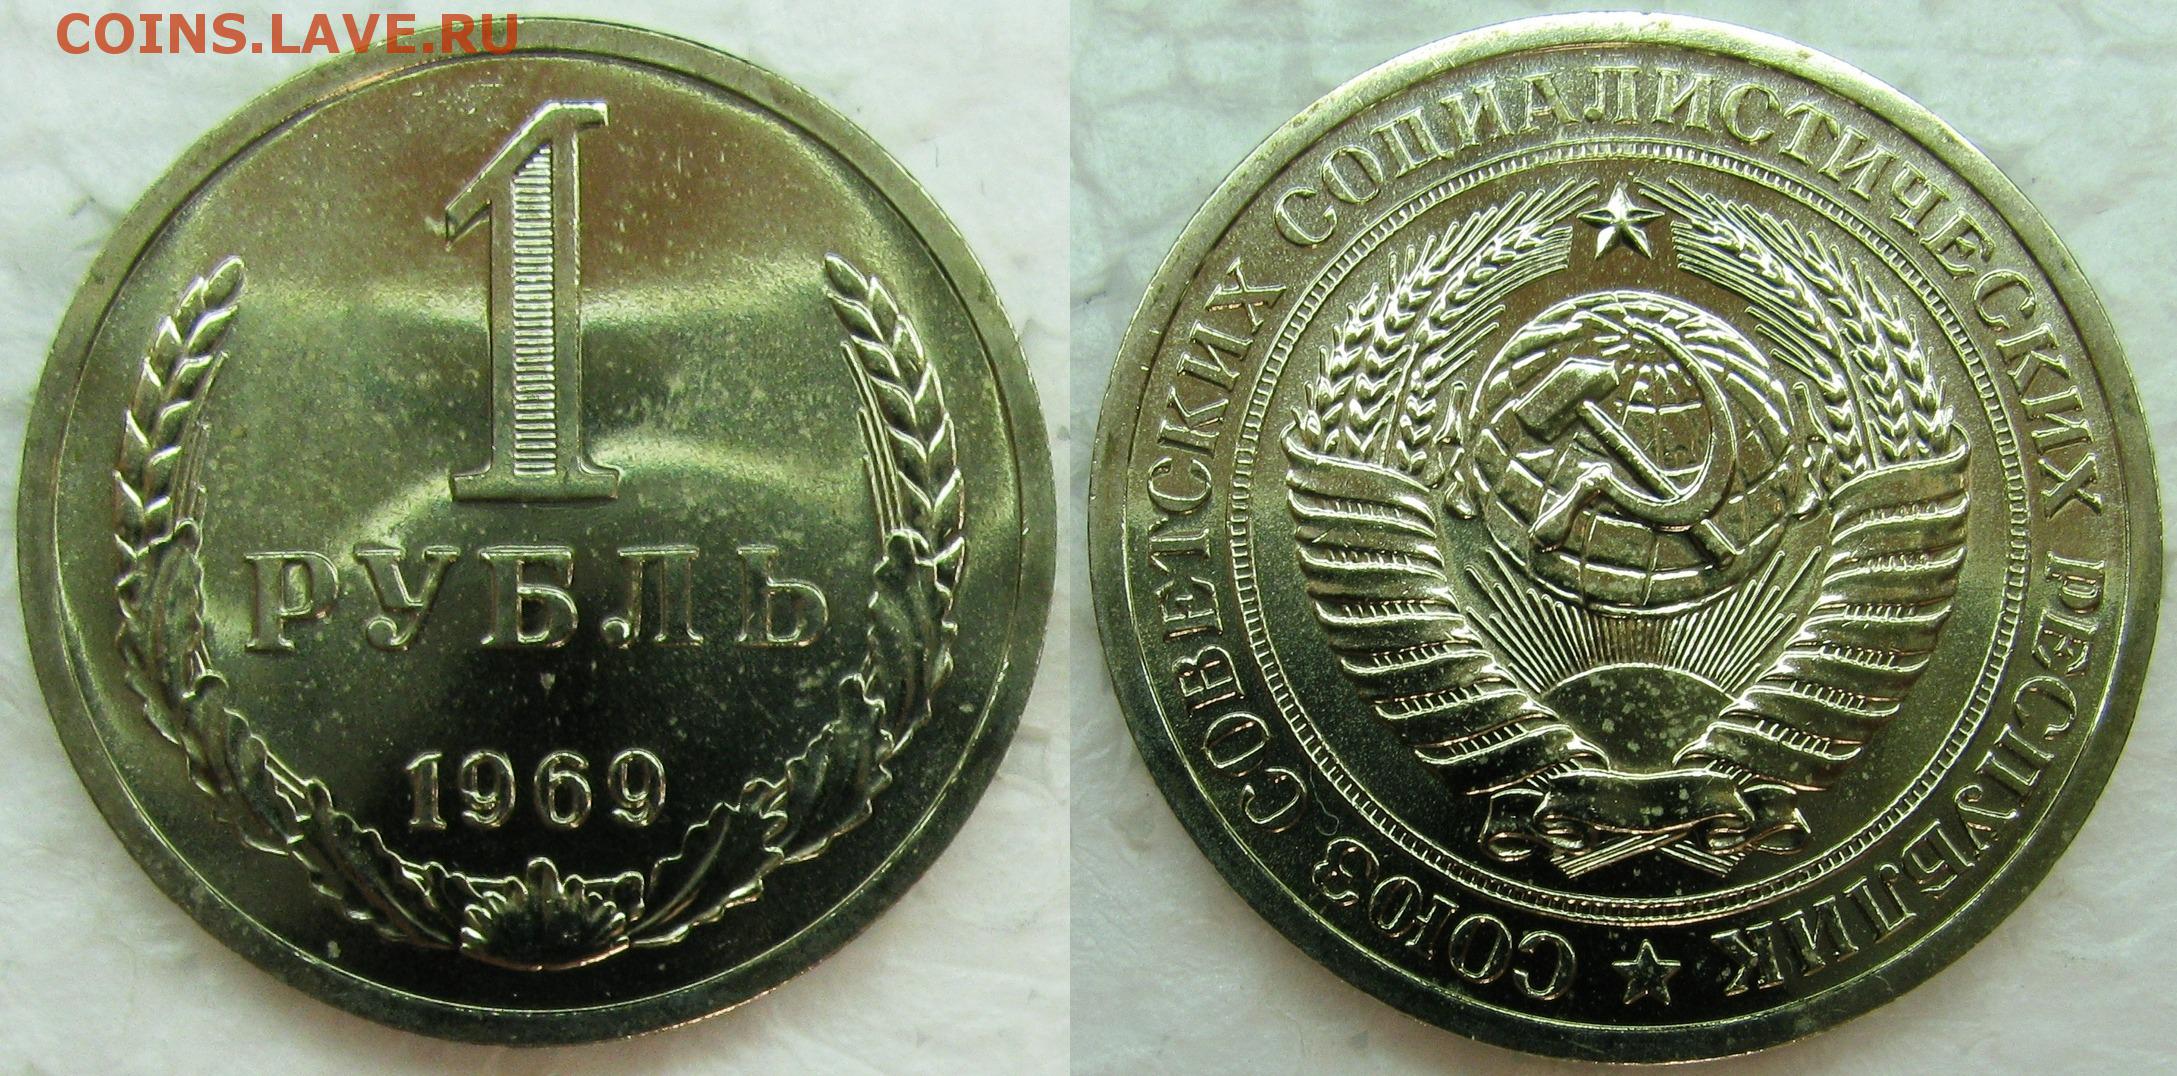 COINS.LAVE.RU
1
РУБЛЬ
1969
СОЮЗ СОВЕТСКИХ СОЦИАЛИСТИЧЕСКИХ РЕСПУБЛИК